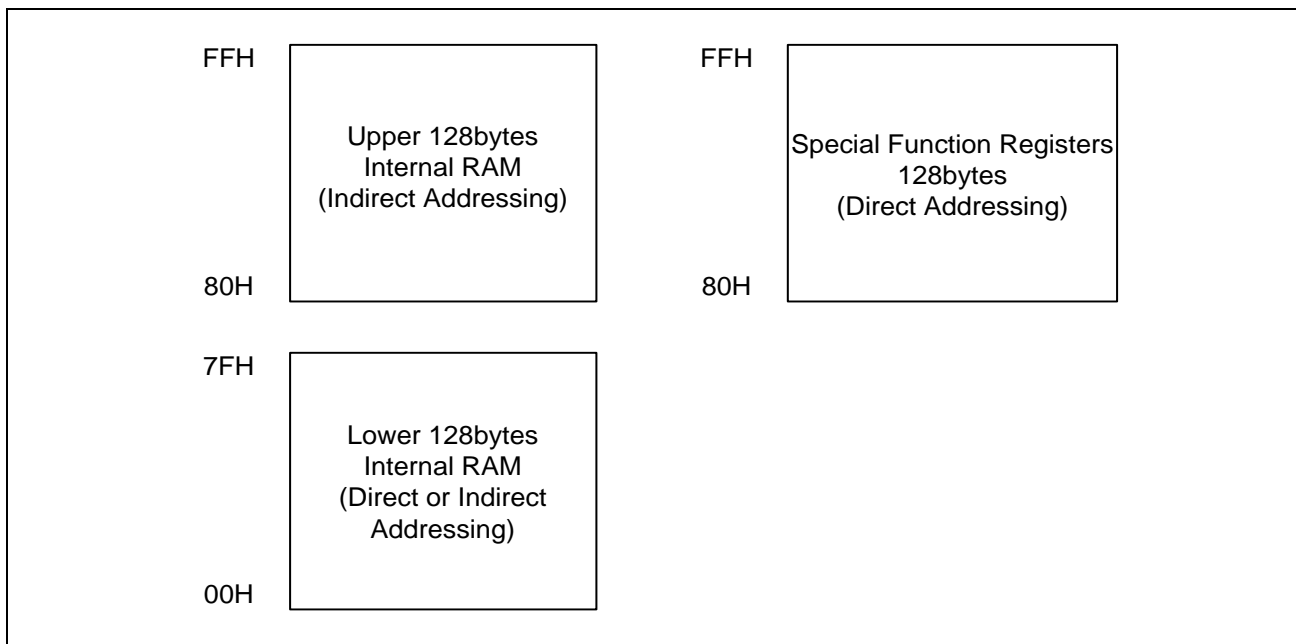 FFH
Upper 128bytes
Internal RAM
(Indirect Addressing)
80H
FFH
Special Function Registers
128bytes
(Direct Addressing)
80H
7FH
Lower 128bytes
Internal RAM
(Direct or Indirect
Addressing)
00H